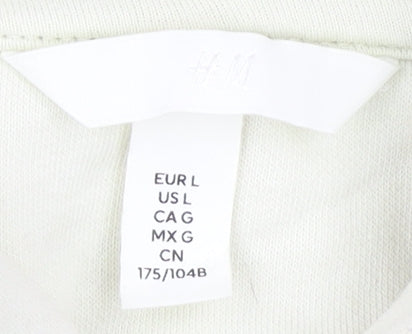 H&M
EUR L
US L
CA G
MX G
CN
175/104B